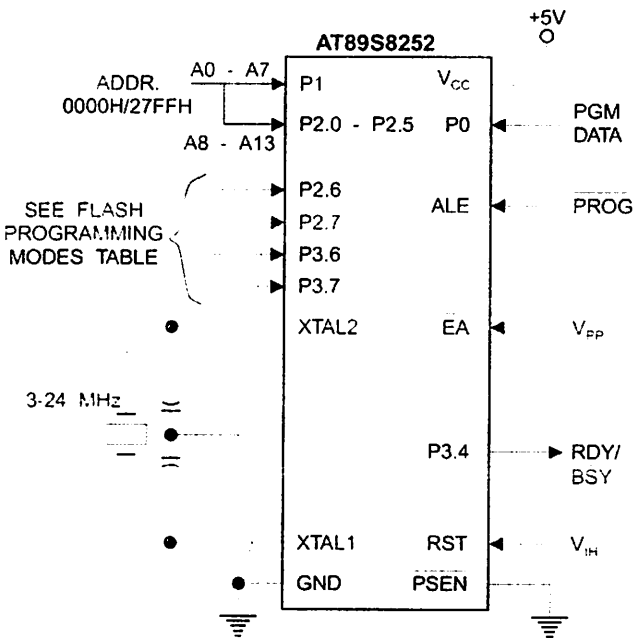 +5V
AT89S8252
ADDR.
0000H/27FFH
A0 - A7
A8 - A13
P1
P2.0 - P2.5
VCC
P0
PGM
DATA
SEE FLASH
PROGRAMMING
MODES TABLE
P2.6
P2.7
P3.6
P3.7
ALE
PROG
XTAL2
EA
VPP
3-24 MHz
P3.4
RDY/
BSY
XTAL1
RST
VIH
GND
PSEN